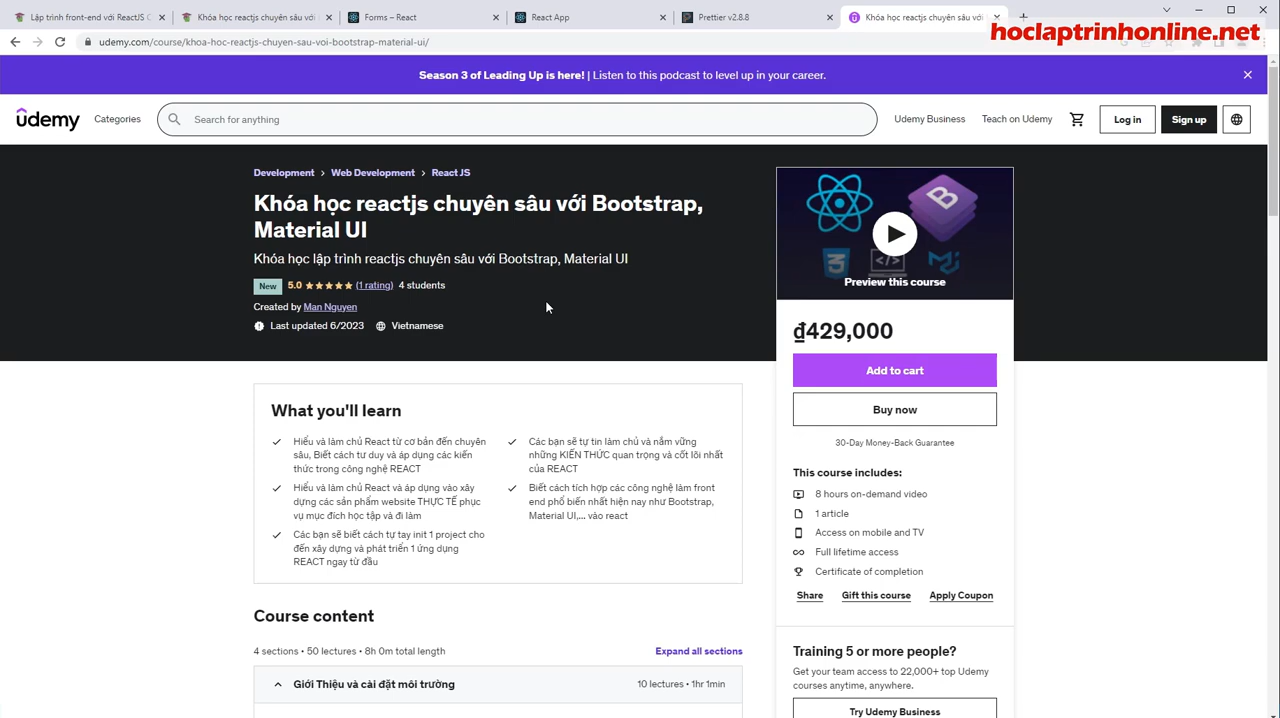 Lập trình front-end với ReactJS C
Khóa học reactjs chuyên sâu với
Forms – React
React App
Prettier v2.8.8
Khóa học reactjs chuyên sâu với
hoclaptrinhonline.net
udemy.com/course/khoa-hoc-reactjs-chuyen-sau-voi-bootstrap-material-ui/
Season 3 of Leading Up is here! | Listen to this podcast to level up in your career.
ûdemy
Categories
Search for anything
Udemy Business
Teach on Udemy
Log in
Sign up
Development > Web Development > React JS
Khóa học reactjs chuyên sâu với Bootstrap,
Material UI
Khóa học lập trình reactjs chuyên sâu với Bootstrap, Material UI
New 5.0 (1 rating) 4 students
Created by Man Nguyen
Last updated 6/2023 Vietnamese
Preview this course
₫429,000
Add to cart
Buy now
30-Day Money-Back Guarantee
This course includes:
8 hours on-demand video
1 article
Access on mobile and TV
Full lifetime access
Certificate of completion
Share Gift this course Apply Coupon
Training 5 or more people?
Get your team access to 22,000+ top Udemy
courses anytime, anywhere.
Try Udemy Business
What you'll learn
Hiểu và làm chủ React từ cơ bản đến chuyên
sâu, Biết cách tư duy và áp dụng các kiến
thức trong công nghệ REACT
Các bạn sẽ tự tin làm chủ và nắm vững
những KIẾN THỨC quan trọng và cốt lõi nhất
của REACT
Hiểu và làm chủ React và áp dụng vào xây
dựng các sản phẩm website THỰC TẾ phục
vụ mục đích học tập và đi làm
Biết cách tích hợp các công nghệ làm front
end phổ biến nhất hiện nay như Bootstrap,
Material UI,... vào react
Các bạn sẽ biết cách tự tay init 1 project cho
đến xây dựng và phát triển 1 ứng dụng
REACT ngay từ đầu
Course content
4 sections • 50 lectures • 8h 0m total length
Expand all sections
Giới Thiệu và cài đặt môi trường
10 lectures • 1hr 1min